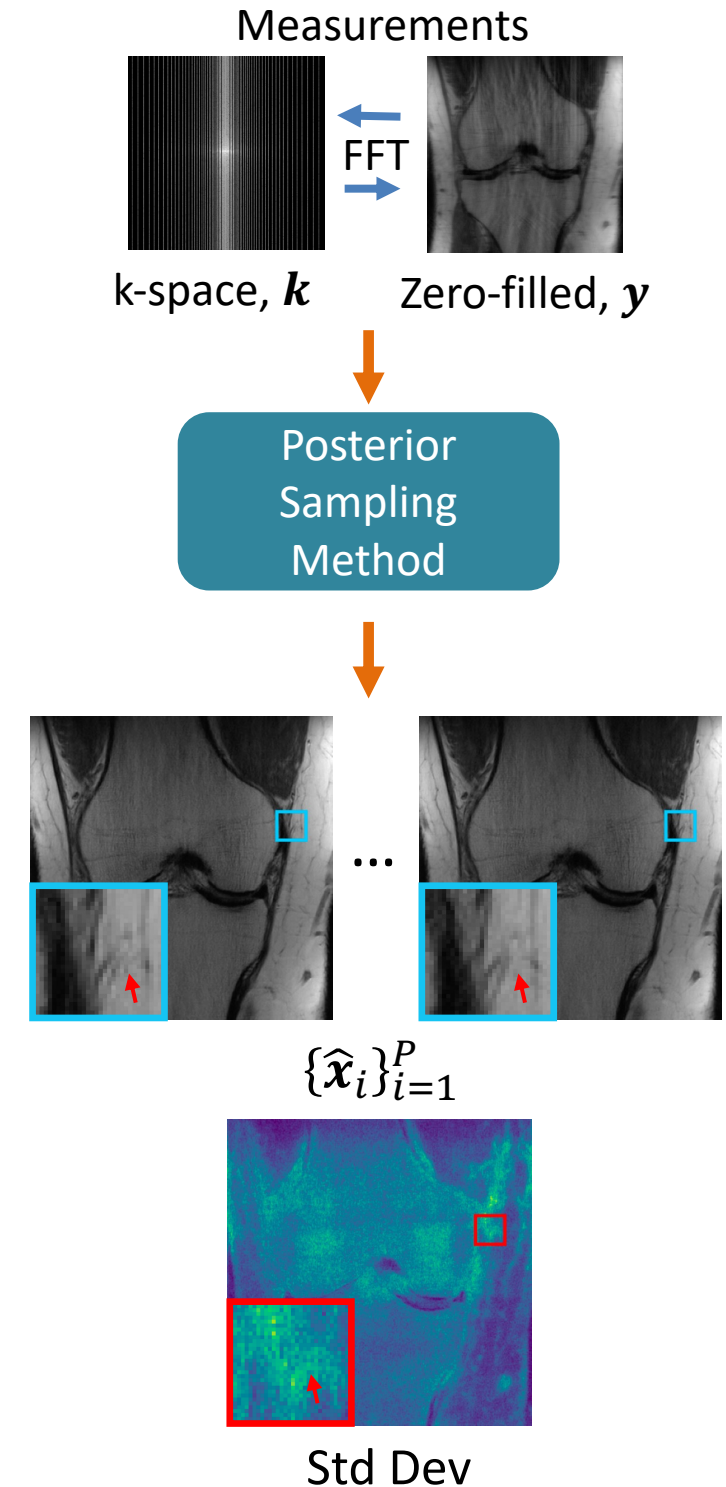 Measurements
FFT
k-space, k
Zero-filled, y
Posterior
Sampling
Method
...
{x̂ᵢ}ᵢ₌₁ᴾ
Std Dev